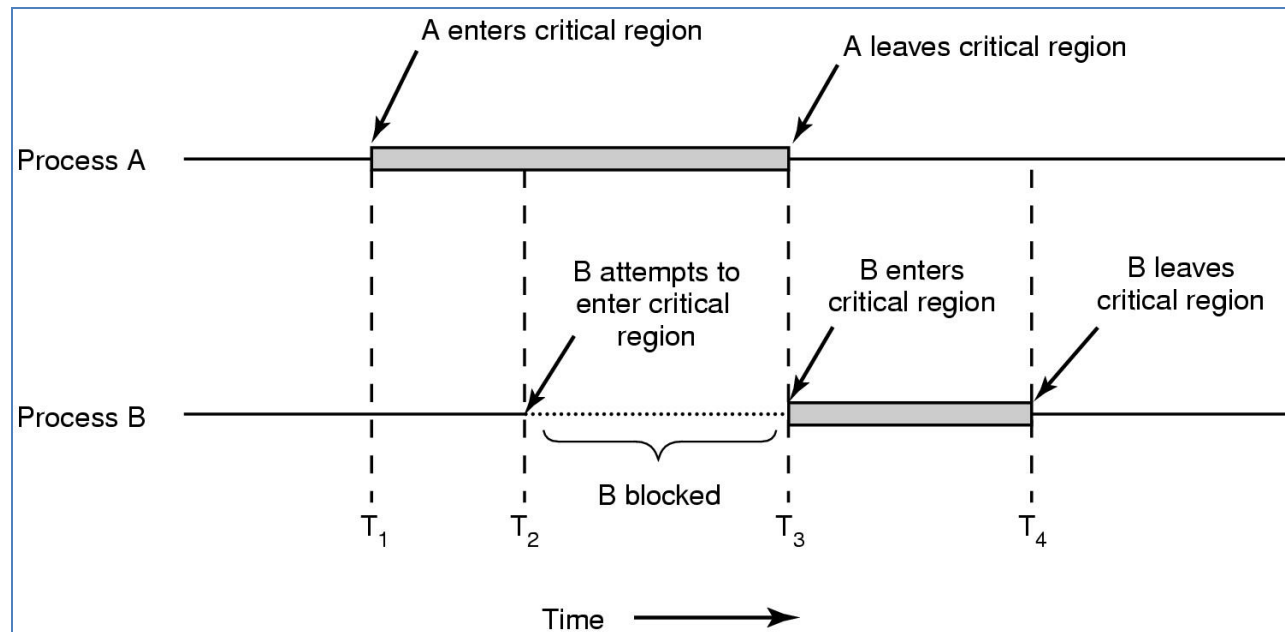 A enters critical region
A leaves critical region
Process A
B attempts to
enter critical
region
B enters
critical region
B leaves
critical region
Process B
B blocked
T1
T2
T3
T4
Time